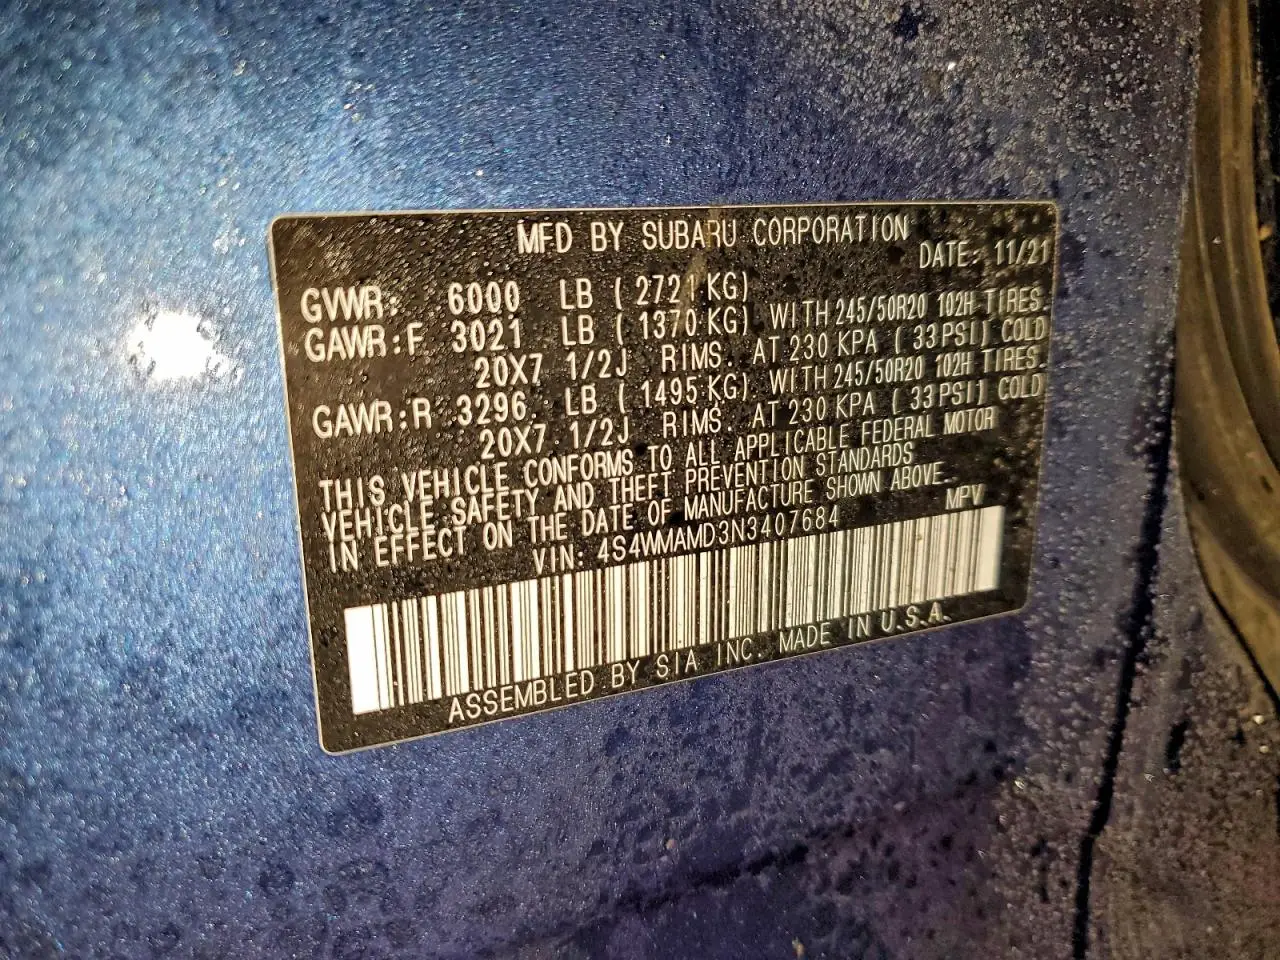 MFD BY SUBARU CORPORATION
DATE: 11/21
GVWR: 6000 LB ( 2721 KG)
GAWR:F 3021 LB ( 1370 KG) WITH 245/50R20 102H TIRES.
20X7 1/2J RIMS. AT 230 KPA ( 33 PSI) COLD
GAWR:R 3296 LB ( 1495 KG) WITH 245/50R20 102H TIRES.
20X7 1/2J RIMS. AT 230 KPA ( 33 PSI) COLD
THIS VEHICLE CONFORMS TO ALL APPLICABLE FEDERAL MOTOR
VEHICLE SAFETY AND THEFT PREVENTION STANDARDS
IN EFFECT ON THE DATE OF MANUFACTURE SHOWN ABOVE.
VIN: 4S4WMAMD3N3407684 MPV
ASSEMBLED BY SIA INC. MADE IN U.S.A.